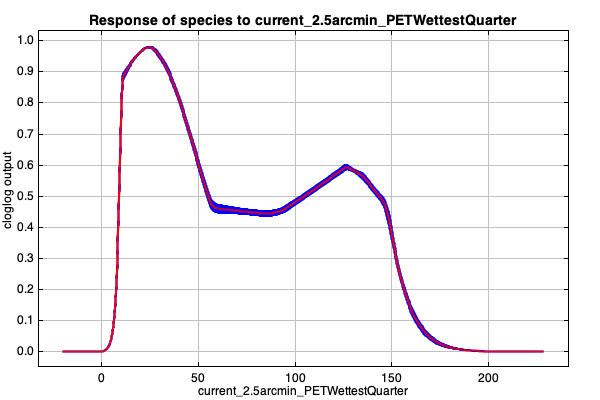 Response of species to current_2.5arcmin_PETWettestQuarter
1.0
0.9
0.8
0.7
0.6
0.5
0.4
0.3
0.2
0.1
0.0
cloglog output
0 50 100 150 200
current_2.5arcmin_PETWettestQuarter